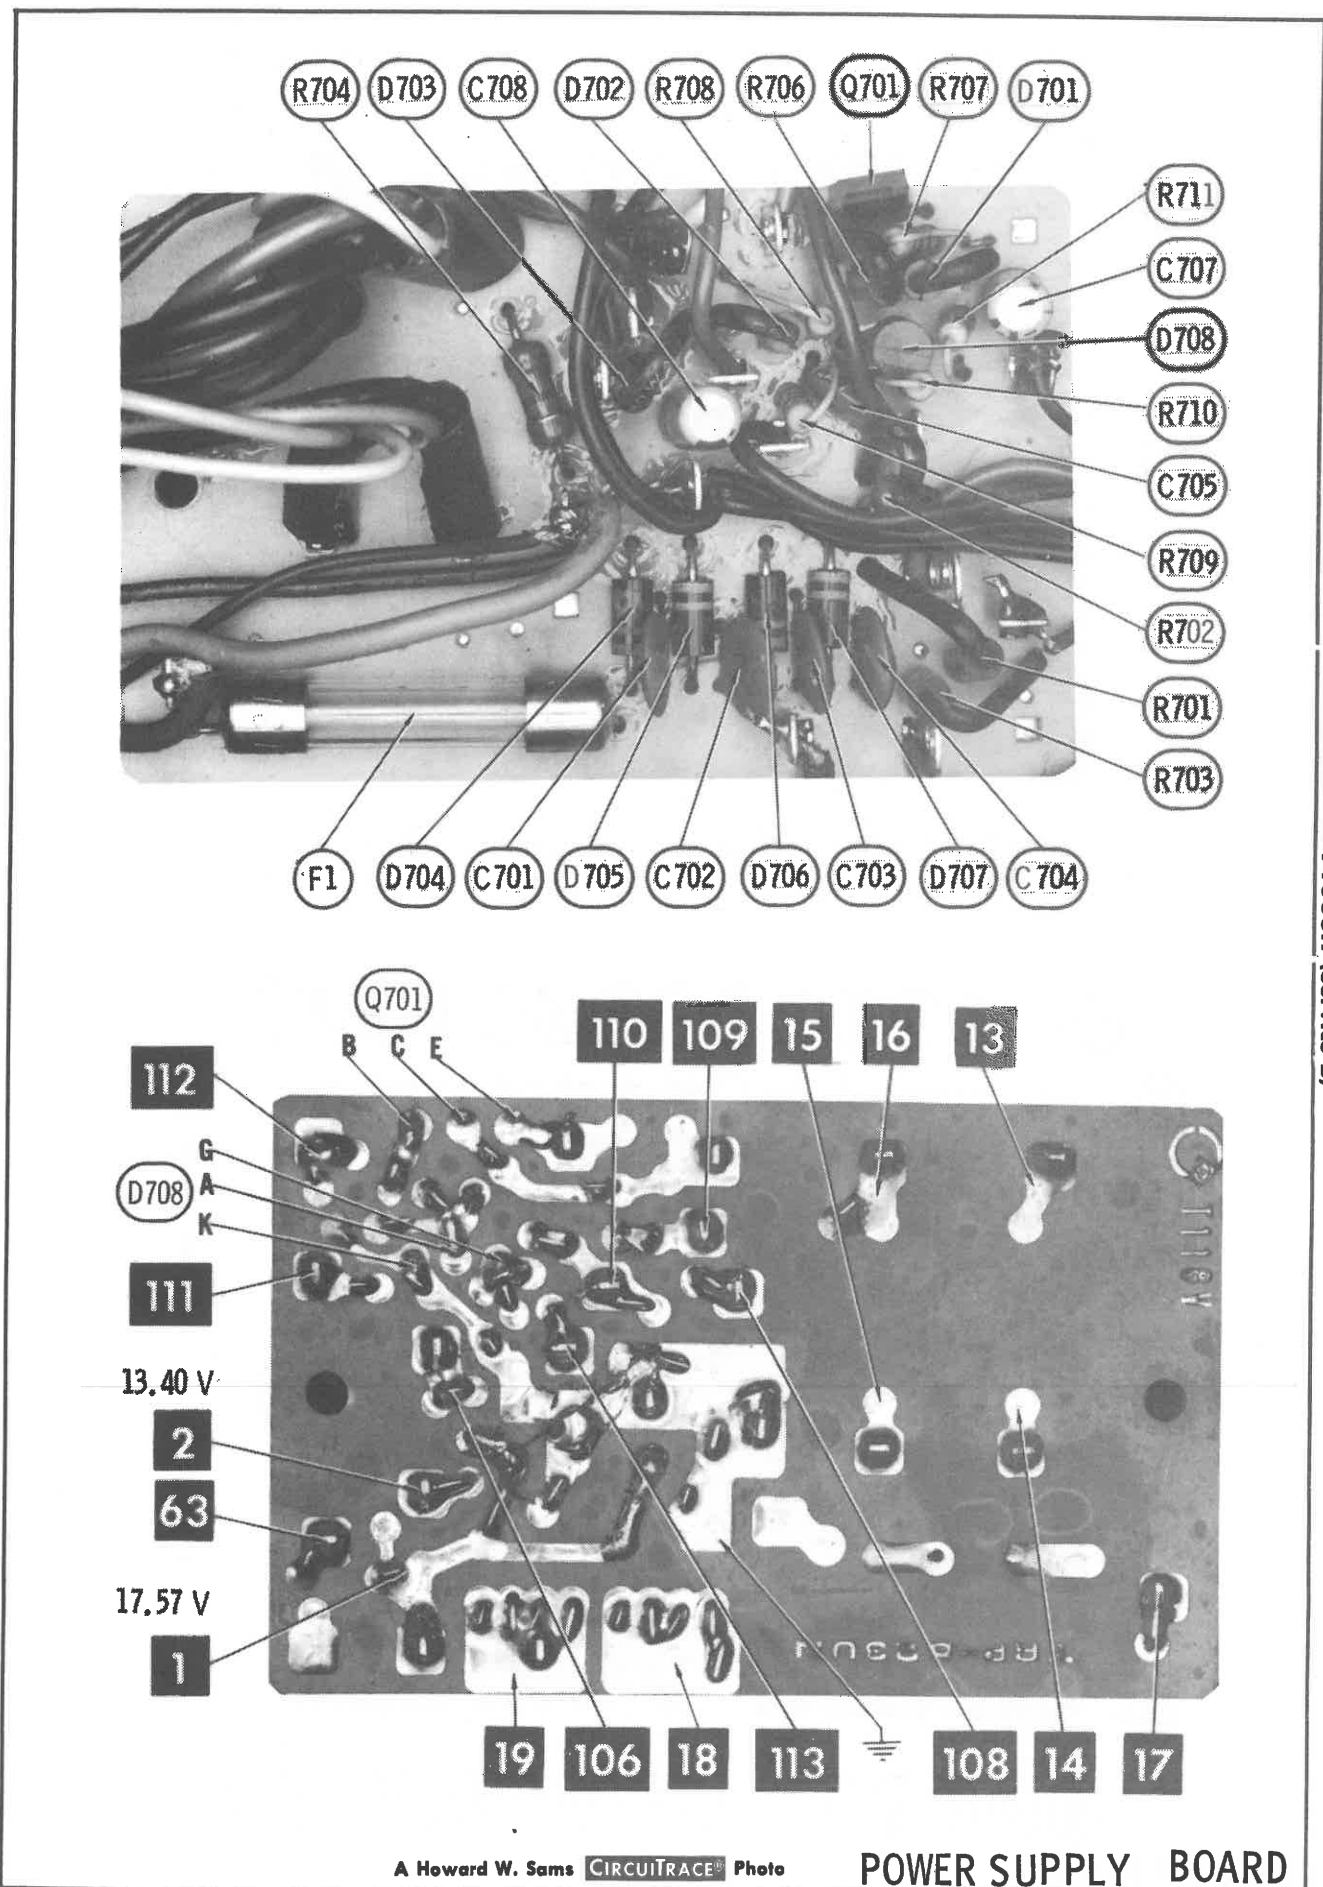 R704 D703 C708 D702 R708 R706 Q701 R707 D701
R711
C707
D708
R710
C705
R709
R702
R701
R703
F1 D704 C701 D705 C702 D706 C703 D707 C704
Q701
B C E
110 109 15 16 13
112
G
D708 A
K
111
13.40 V
2
63
17.57 V
1
19 106 18 113 108 14 17
A Howard W. Sams CIRCUITRACE® Photo
POWER SUPPLY BOARD